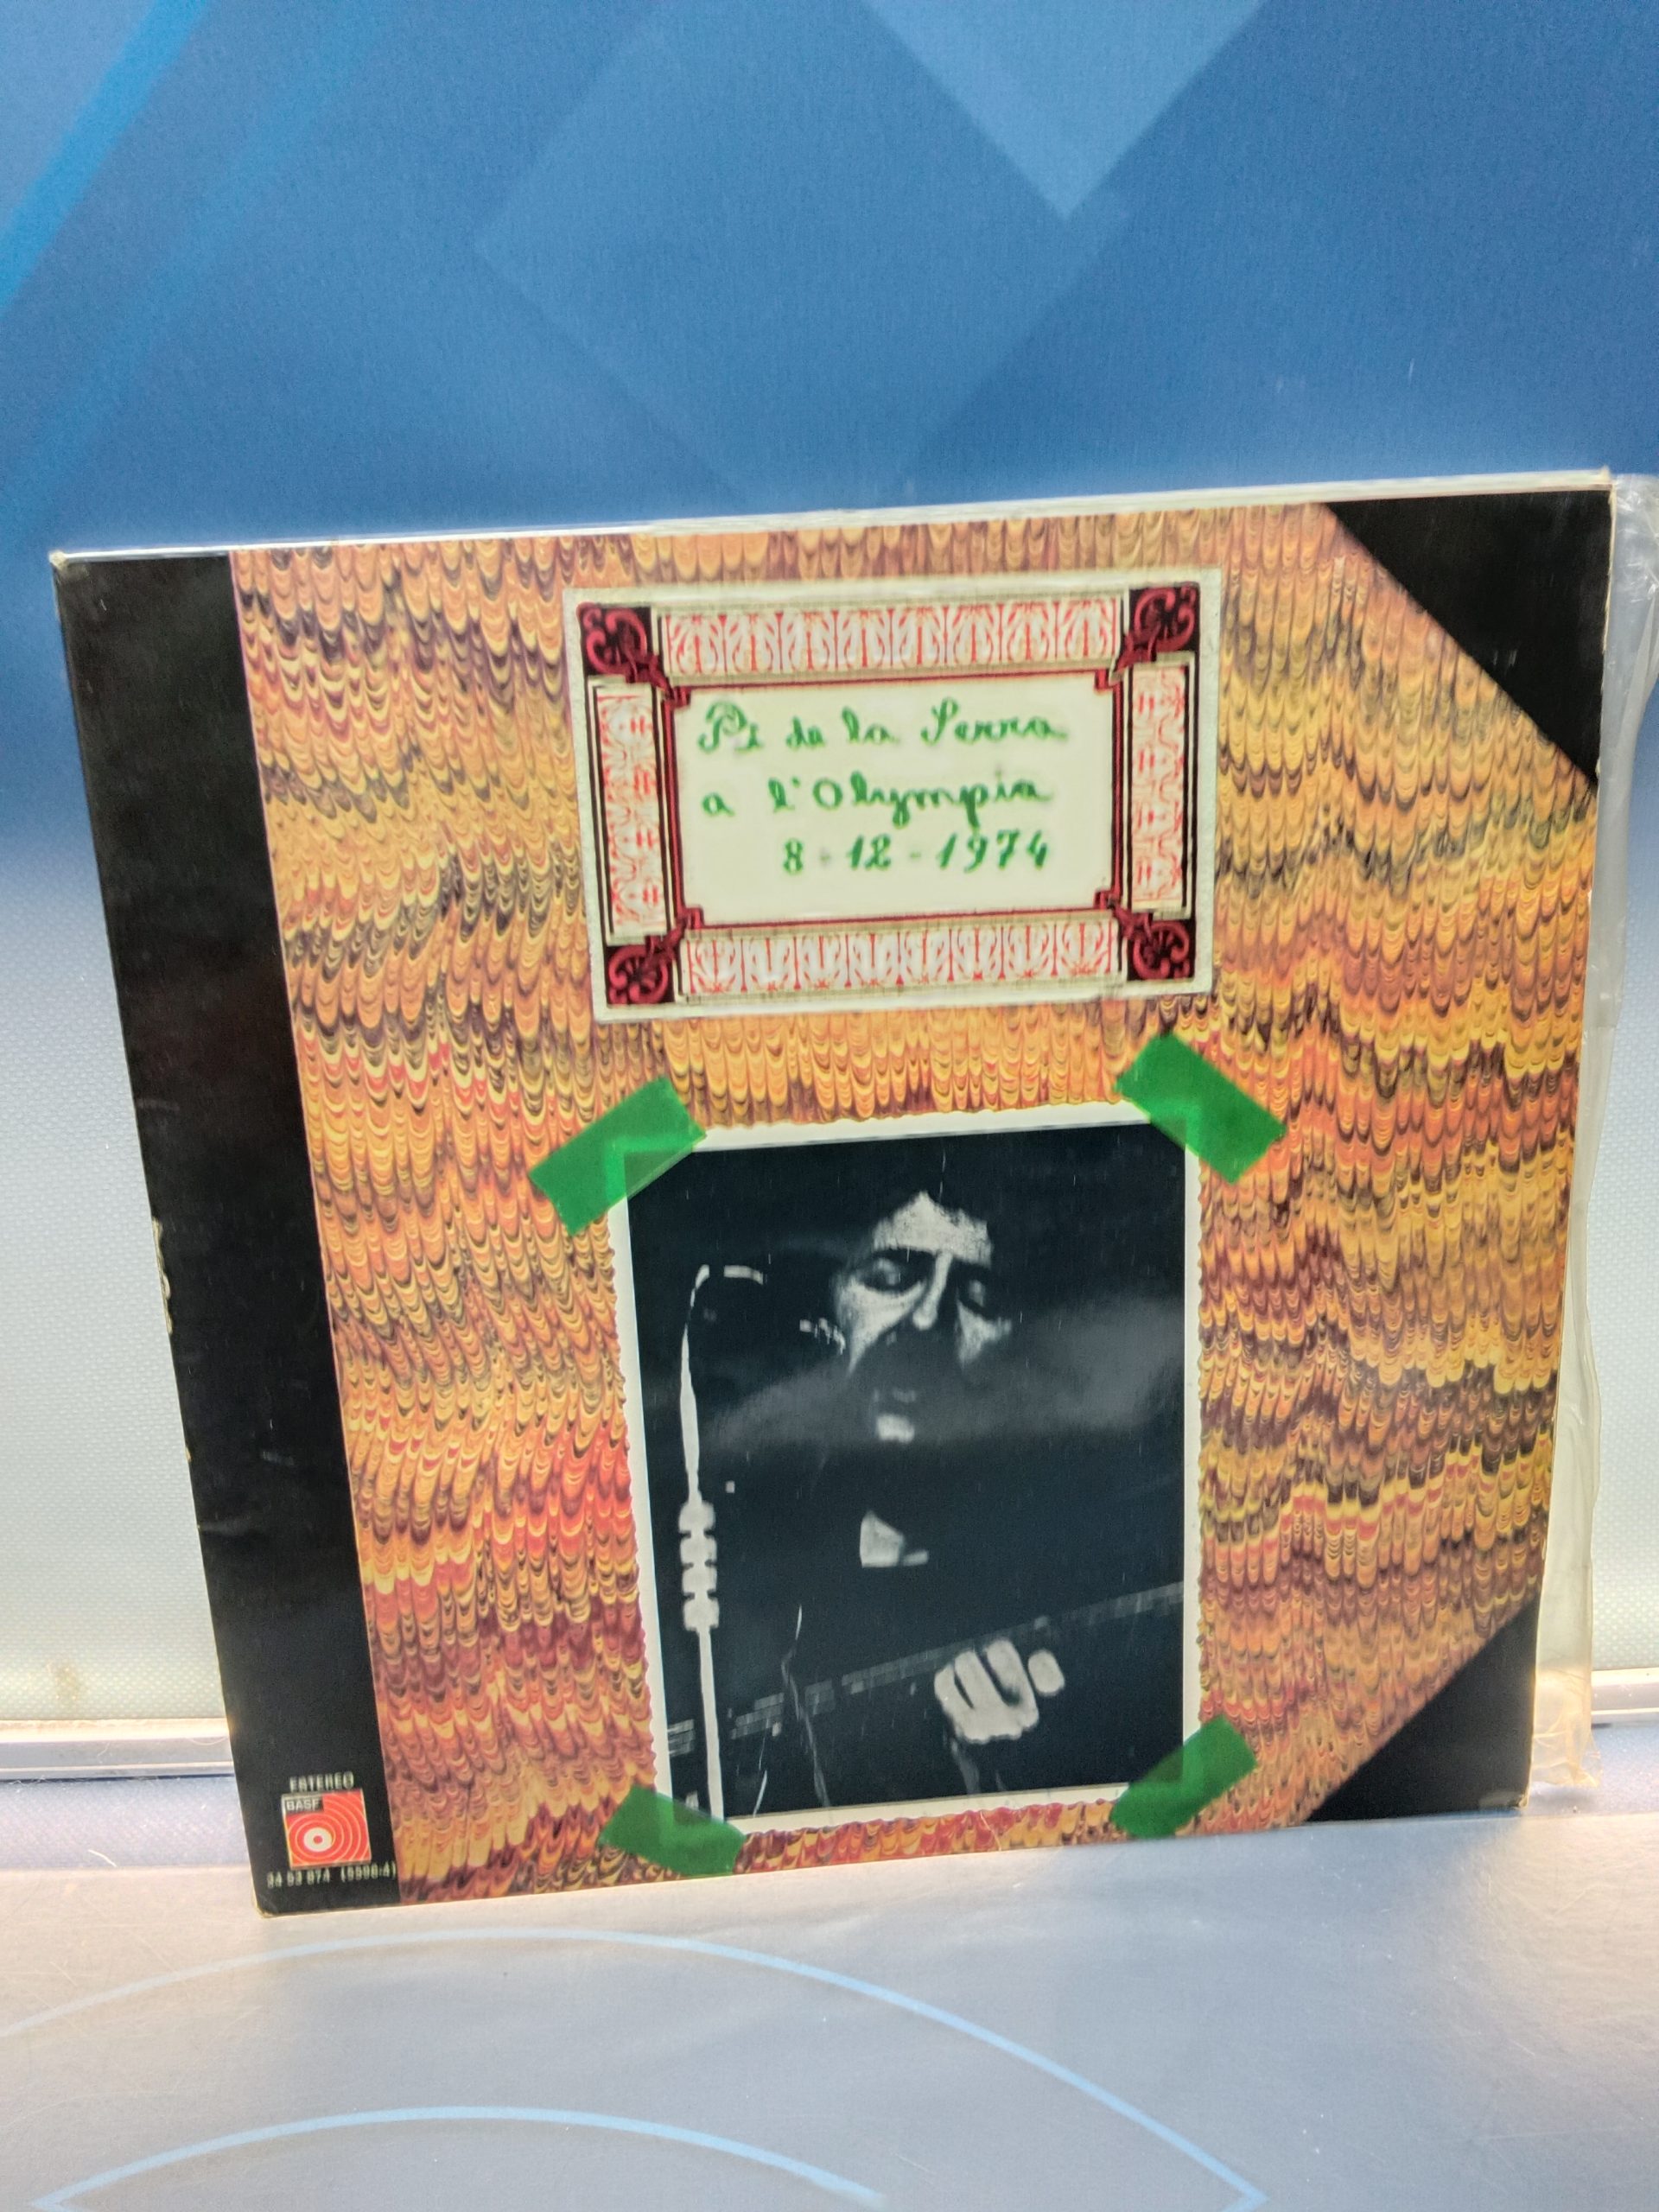 Pi de la Serra
a l'Olympia
8-12-1974
ESTEREO
BASF